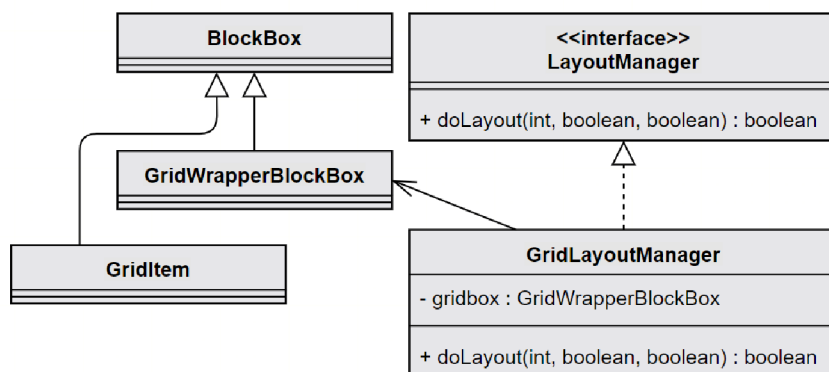 BlockBox
<<interface>>
LayoutManager
+ doLayout(int, boolean, boolean) : boolean
GridWrapperBlockBox
GridItem
GridLayoutManager
- gridbox : GridWrapperBlockBox
+ doLayout(int, boolean, boolean) : boolean